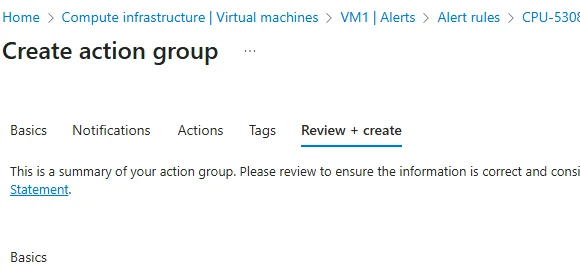 Home > Compute infrastructure | Virtual machines > VM1 | Alerts > Alert rules > CPU-5308
Create action group ...
Basics Notifications Actions Tags Review + create
This is a summary of your action group. Please review to ensure the information is correct and consi
Statement.
Basics